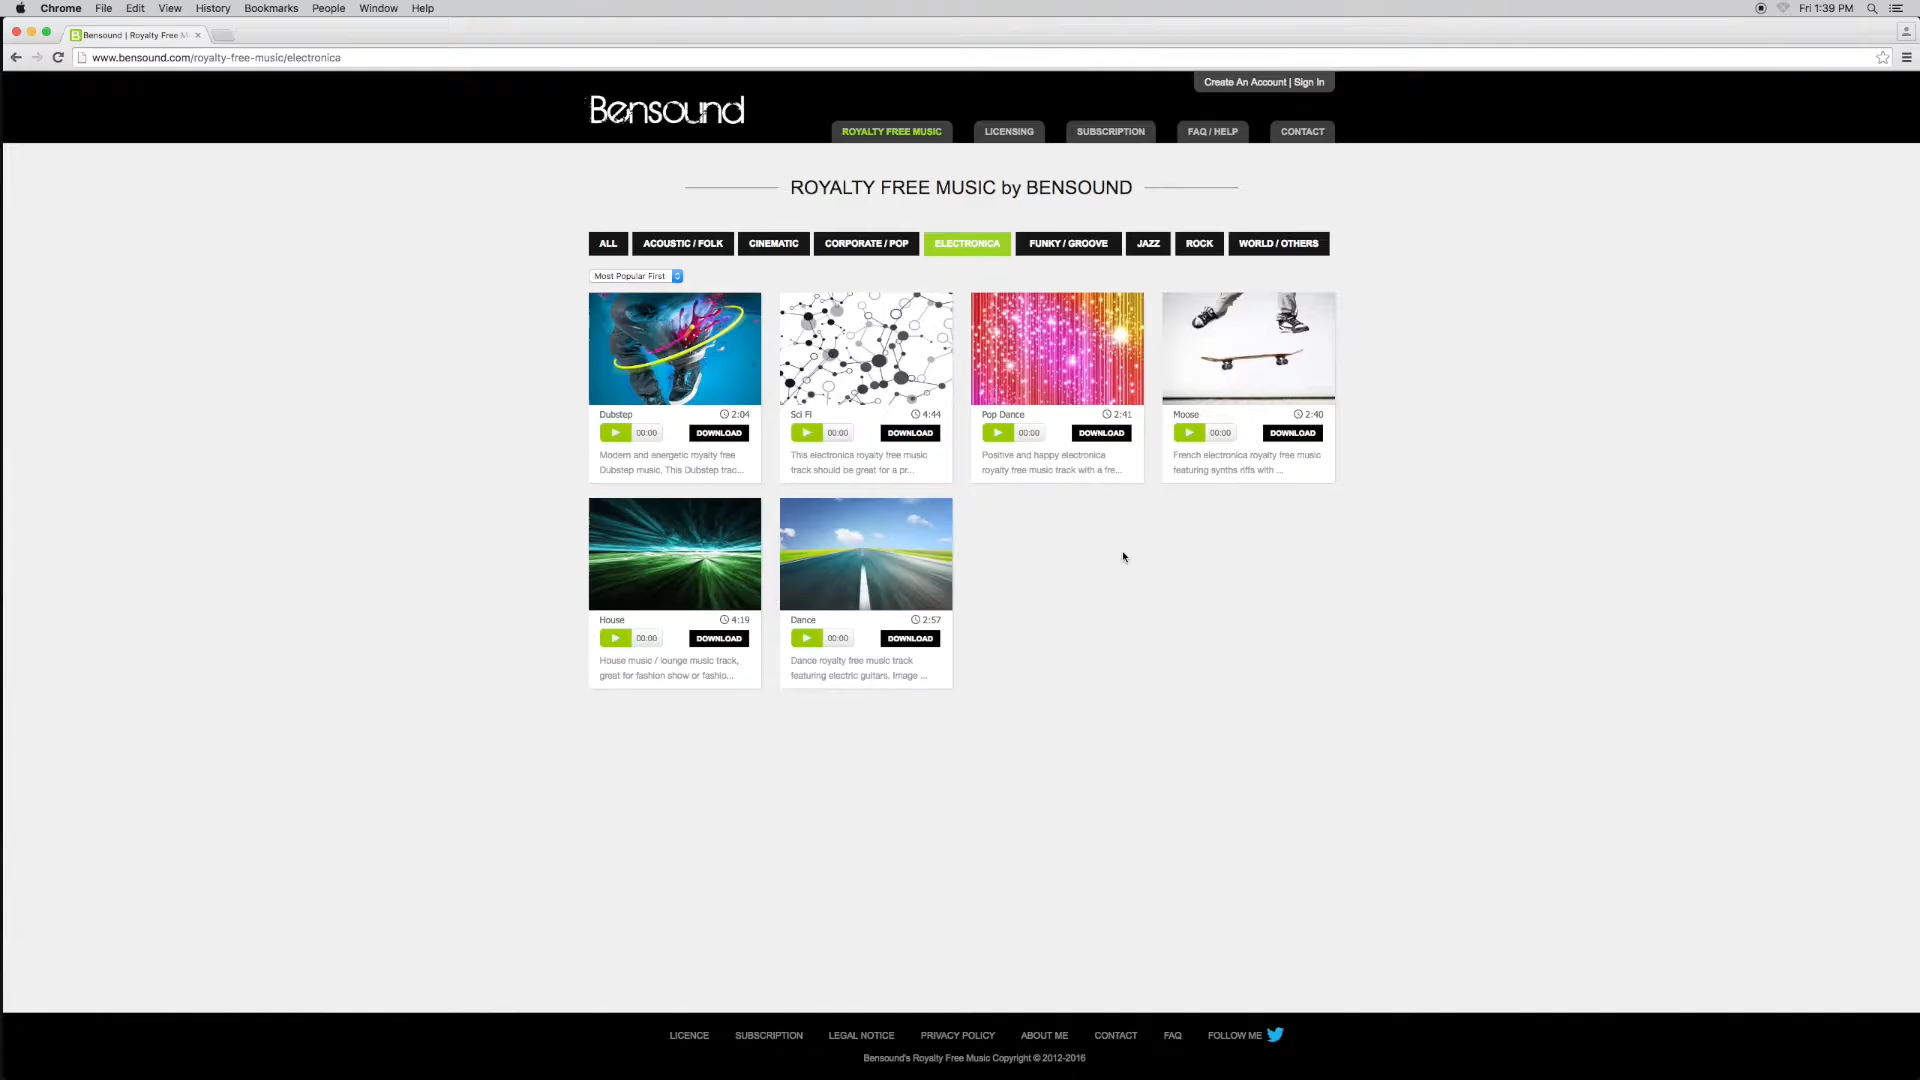 Chrome File Edit View History Bookmarks People Window Help
Fri 1:39 PM
Bensound | Royalty Free M
www.bensound.com/royalty-free-music/electronica
Create An Account | Sign In
Bensound
ROYALTY FREE MUSIC LICENSING SUBSCRIPTION FAQ / HELP CONTACT
ROYALTY FREE MUSIC by BENSOUND
ALL ACOUSTIC / FOLK CINEMATIC CORPORATE / POP ELECTRONICA FUNKY / GROOVE JAZZ ROCK WORLD / OTHERS
Most Popular First
Dubstep 2:04
00:00 DOWNLOAD
Modern and energetic royalty free
Dubstep music. This Dubstep trac...
Sci Fi 4:44
00:00 DOWNLOAD
This electronica royalty free music
track should be great for a pr...
Pop Dance 2:41
00:00 DOWNLOAD
Positive and happy electronica
royalty free music track with a fre...
Moose 2:40
00:00 DOWNLOAD
French electronica royalty free music
featuring synths riffs with ...
House 4:19
00:00 DOWNLOAD
House music / lounge music track,
great for fashion show or fashio...
Dance 2:57
00:00 DOWNLOAD
Dance royalty free music track
featuring electric guitars. Image ...
LICENCE SUBSCRIPTION LEGAL NOTICE PRIVACY POLICY ABOUT ME CONTACT FAQ FOLLOW ME
Bensound's Royalty Free Music Copyright © 2012-2016